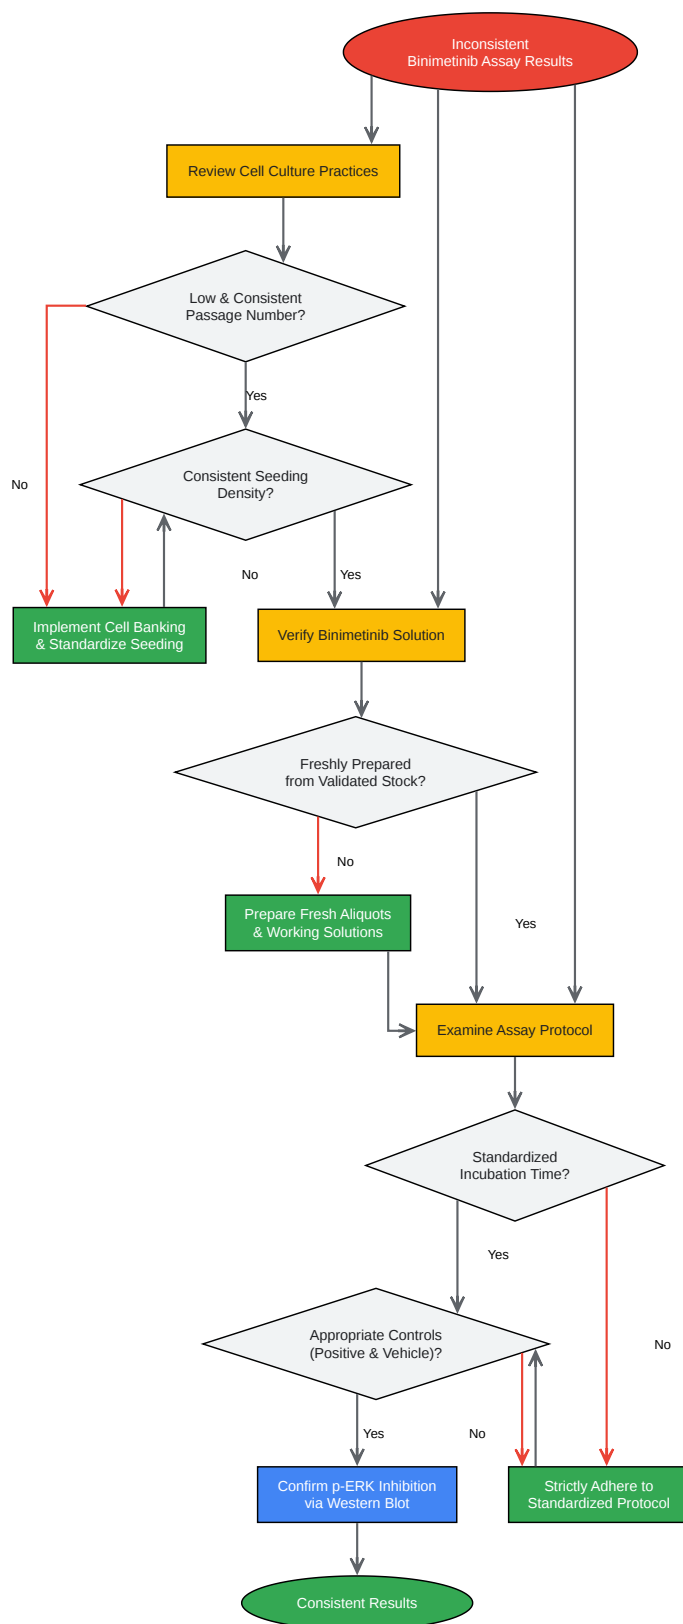 Inconsistent
Binimetinib Assay Results
Review Cell Culture Practices
Low & Consistent
Passage Number?
Yes
Consistent Seeding
Density?
No
No
Yes
Implement Cell Banking
& Standardize Seeding
Verify Binimetinib Solution
Freshly Prepared
from Validated Stock?
No
Prepare Fresh Aliquots
& Working Solutions
Yes
Examine Assay Protocol
Standardized
Incubation Time?
Yes
Appropriate Controls
(Positive & Vehicle)?
No
Yes
No
Confirm p-ERK Inhibition
via Western Blot
Strictly Adhere to
Standardized Protocol
Consistent Results